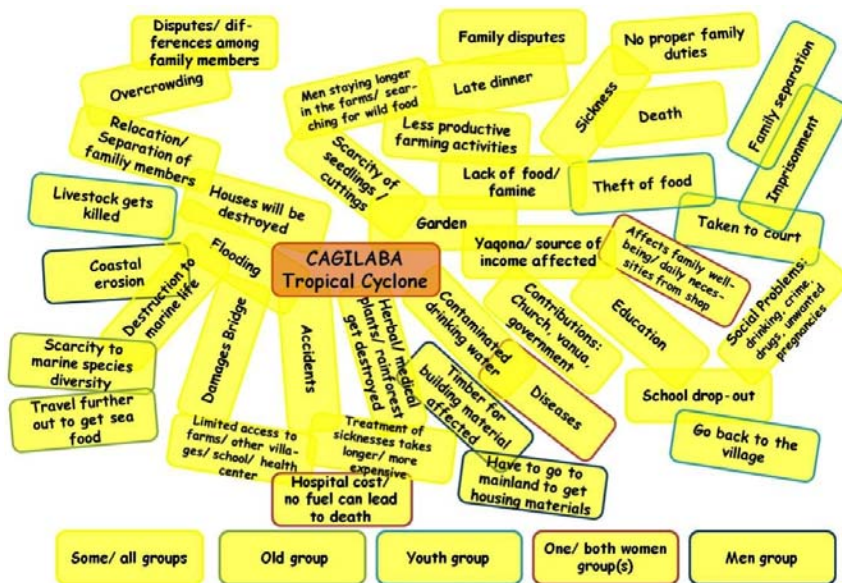 Disputes/ dif-
ferences among
family members
Overcrowding
Relocation/
Separation of
familiy members
Houses will be
destroyed
Livestock gets
killed
Flooding
Coastal
erosion
Destruction to
marine life
Scarcity to
marine species
diversity
Travel further
out to get sea
food
Damages Bridge
Limited access to
farms/ other villa-
ges/ school/ health
center
Accidents
CAGILABA
Tropical Cyclone
Herbal/ medical
plants/ rainforest
get destroyed
Treatment of
sicknesses takes
longer/ more
expensive
Hospital cost/
no fuel can lead
to death
Timber for
building material
affected
Have to go to
mainland to get
housing materials
Contaminated
drinking water
Diseases
Garden
Scarcity of
seedlings /
cuttings
Less productive
farming activities
Men staying longer
in the farms/ sear-
ching for wild food
Late dinner
Family disputes
Lack of food/
famine
Sickness
No proper family
duties
Death
Theft of food
Taken to court
Imprisonment
Family separation
Yaqona/ source of
income affected
Affects family well-
being/ daily neces-
sities from shop
Contributions:
Church, vanua,
government
Education
School drop-out
Social Problems:
drinking, crime,
drugs, unwanted
pregnancies
Go back to the
village
Some/ all groups
Old group
Youth group
One/ both women
group(s)
Men group